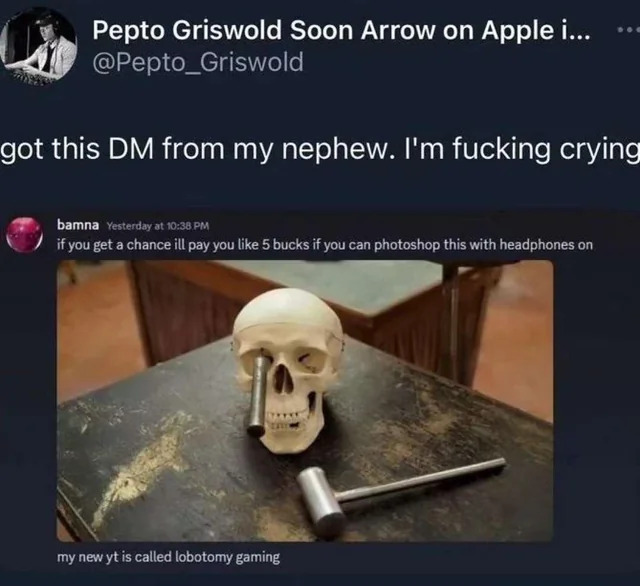 Pepto Griswold Soon Arrow on Apple i...
@Pepto_Griswold
got this DM from my nephew. I'm fucking crying
bamna Yesterday at 10:38 PM
if you get a chance ill pay you like 5 bucks if you can photoshop this with headphones on
my new yt is called lobotomy gaming